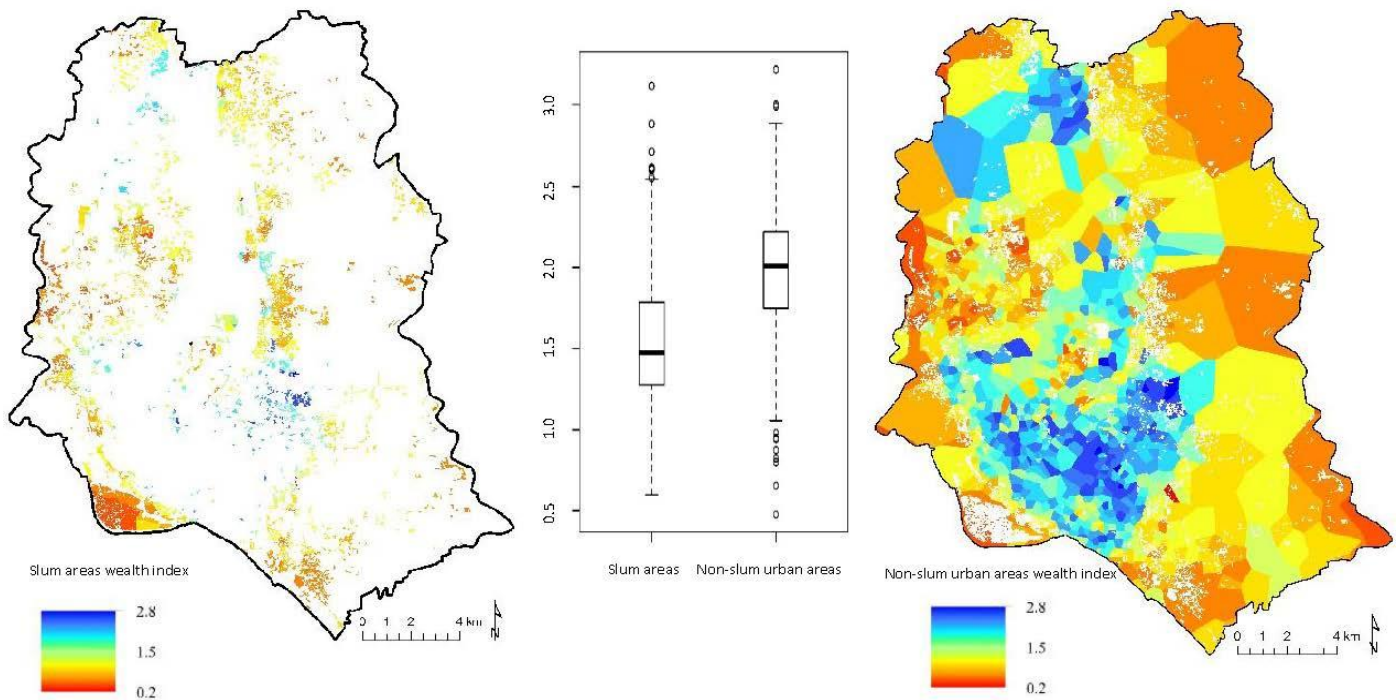 Slum areas wealth index
2.8
1.5
0.2
0 1 2 4 km
N
3.0
2.5
2.0
1.5
1.0
0.5
Slum areas
Non-slum urban areas
Non-slum urban areas wealth index
2.8
1.5
0.2
0 1 2 4 km
N